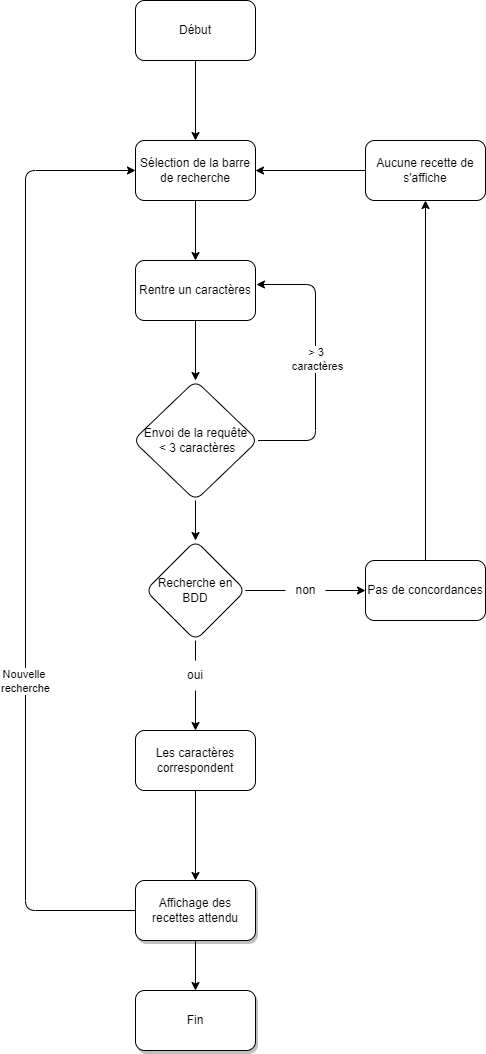 Début
Sélection de la barre
de recherche
Aucune recette de
s'affiche
Rentre un caractères
> 3
caractères
Envoi de la requête
< 3 caractères
Recherche en
BDD
non
Pas de concordances
oui
Nouvelle
recherche
Les caractères
correspondent
Affichage des
recettes attendu
Fin